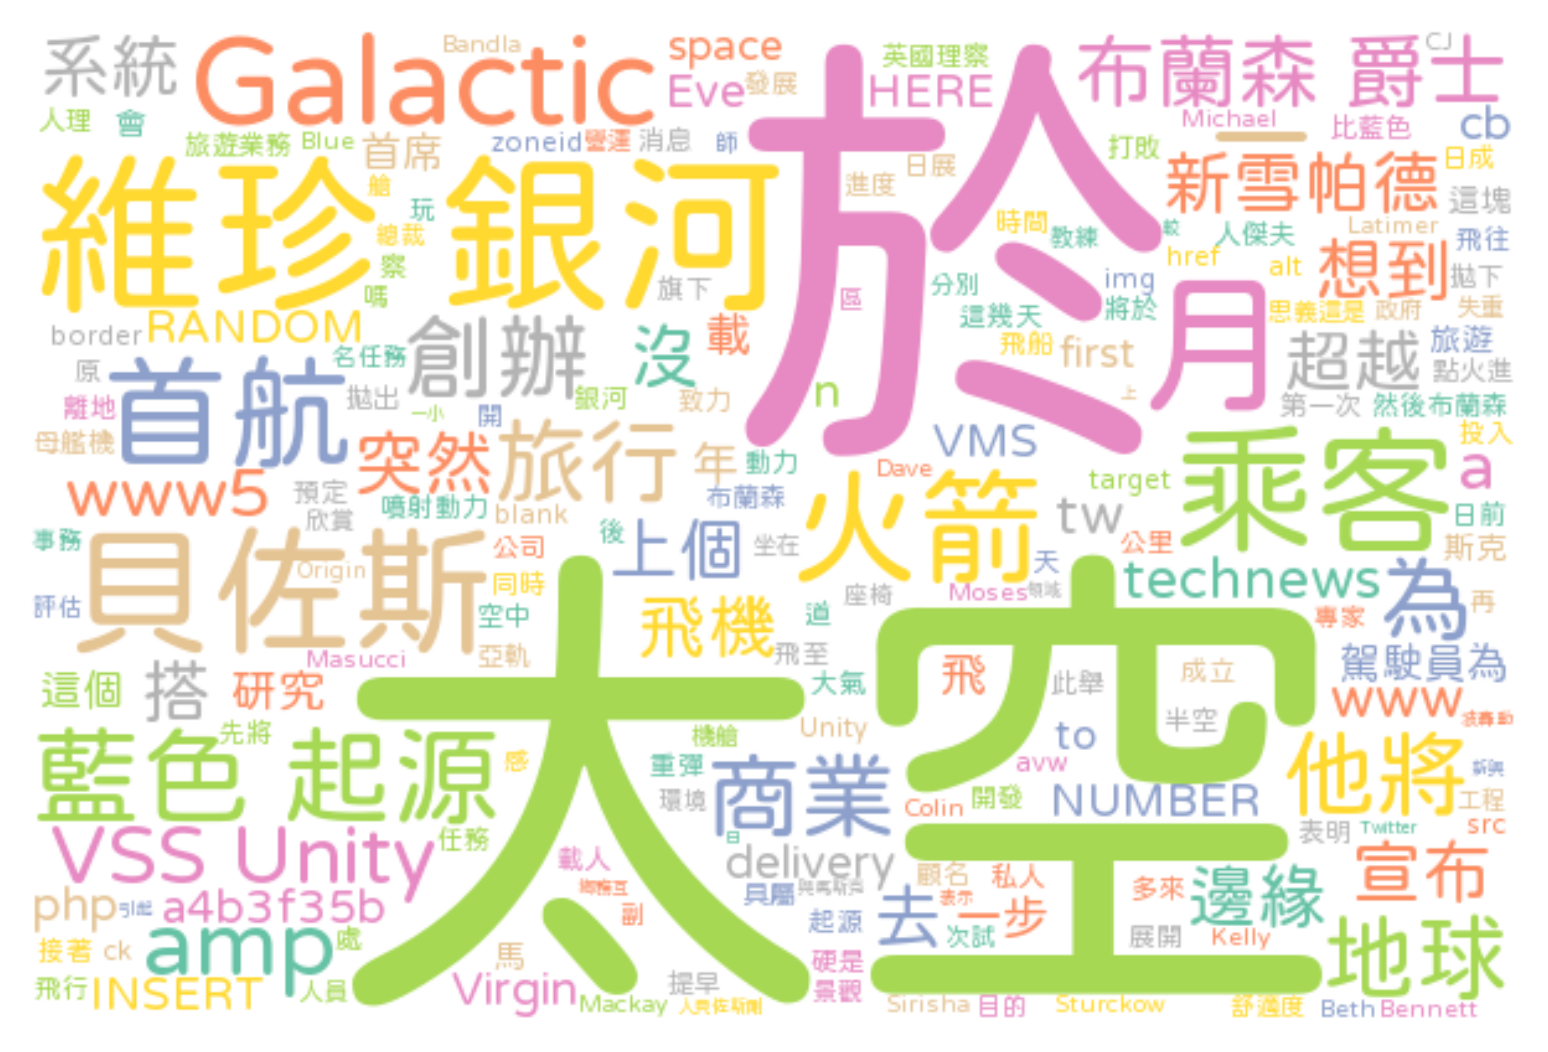 系統
Galactic
Bandla
space
英國理察
布蘭森 爵士
CJ
Eve
發展
HERE
人理
會
旅遊業務
Blue
首席
zoneid
消息
師
於
Michael
一
比藍色
cb
維珍 銀河
艙
玩
總裁
察
嗎
進度
日展
打敗
新雪帕德
日成
這塊
時間
教練
較
人傑夫
Latimer
飛往
旗下
區
分別
img
href
alt
想到
拋下
border
RANDOM
創辦
沒
載
這幾天
將於
月
思義這是
政府
失重
原
名任務
飛船
first
超越
旅遊
點火進
首航
拋出
一小
開
銀河
致力
n
上
第一次
然後布蘭森
離地
母艦機
突然
旅行
年
動力
VMS
乘客
投入
www5
預定
欣賞
噴射動力
blank
布蘭森
Dave
火箭
target
a
tw
日前
事務
貝佐斯
Origin
公司
後
上個
坐在
天
公里
斯克
同時
technews
為
再
評估
空中
飛機
座椅
道
Moses
領域
專家
Masucci
亞軌
飛至
太空
這個
搭
研究
大氣
飛
此舉
成立
駕駛員為
www
先將
機艙
Unity
to
半空
藍色 起源
感
重彈
環境
商業
avw
他將
Colin
開發
NUMBER
工程
VSS Unity
任務
日
表明
Twitter
src
載人
delivery
顧名
私人
多來
邊緣
宣布
php
引起
a4b3f35b
副
具屬
表示
起源
去
一步
接著
ck
amp
處
馬
次試
展開
Kelly
地球
飛行
INSERT
人員
Virgin
Mackay
提早
硬是
景觀
Sirisha
目的
Sturckow
舒適度
Beth
Bennett